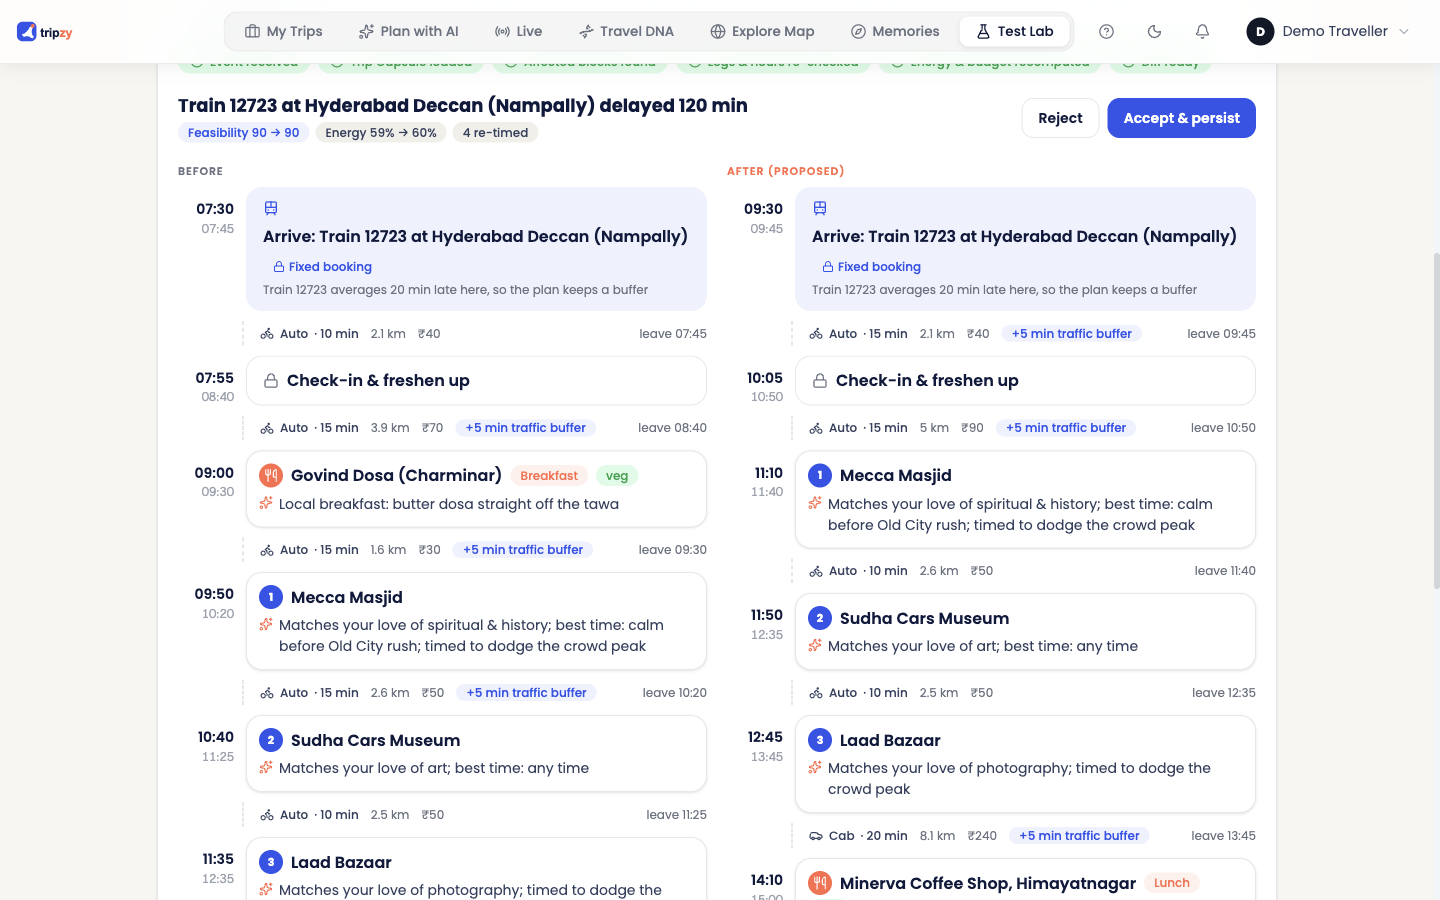 tripzy
My Trips
Plan with AI
Live
Travel DNA
Explore Map
Memories
Test Lab
D
Demo Traveller
Train 12723 at Hyderabad Deccan (Nampally) delayed 120 min
Feasibility 90 → 90
Energy 59% → 60%
4 re-timed
Reject
Accept & persist
BEFORE
07:30
07:45
Arrive: Train 12723 at Hyderabad Deccan (Nampally)
Fixed booking
Train 12723 averages 20 min late here, so the plan keeps a buffer
Auto · 10 min 2.1 km ₹40 leave 07:45
07:55
08:40
Check-in & freshen up
Auto · 15 min 3.9 km ₹70 +5 min traffic buffer leave 08:40
09:00
09:30
Govind Dosa (Charminar) Breakfast veg
Local breakfast: butter dosa straight off the tawa
Auto · 15 min 1.6 km ₹30 +5 min traffic buffer leave 09:30
09:50
10:20
1 Mecca Masjid
Matches your love of spiritual & history; best time: calm
before Old City rush; timed to dodge the crowd peak
Auto · 15 min 2.6 km ₹50 +5 min traffic buffer leave 10:20
10:40
11:25
2 Sudha Cars Museum
Matches your love of art; best time: any time
Auto · 10 min 2.5 km ₹50 leave 11:25
11:35
12:35
3 Laad Bazaar
Matches your love of photography; timed to dodge the
AFTER (PROPOSED)
09:30
09:45
Arrive: Train 12723 at Hyderabad Deccan (Nampally)
Fixed booking
Train 12723 averages 20 min late here, so the plan keeps a buffer
Auto · 15 min 2.1 km ₹40 +5 min traffic buffer leave 09:45
10:05
10:50
Check-in & freshen up
Auto · 15 min 5 km ₹90 +5 min traffic buffer leave 10:50
11:10
11:40
1 Mecca Masjid
Matches your love of spiritual & history; best time: calm
before Old City rush; timed to dodge the crowd peak
Auto · 10 min 2.6 km ₹50 leave 11:40
11:50
12:35
2 Sudha Cars Museum
Matches your love of art; best time: any time
Auto · 10 min 2.5 km ₹50 leave 12:35
12:45
13:45
3 Laad Bazaar
Matches your love of photography; timed to dodge the
crowd peak
Cab · 20 min 8.1 km ₹240 +5 min traffic buffer leave 13:45
14:10
15:00
Minerva Coffee Shop, Himayatnagar Lunch